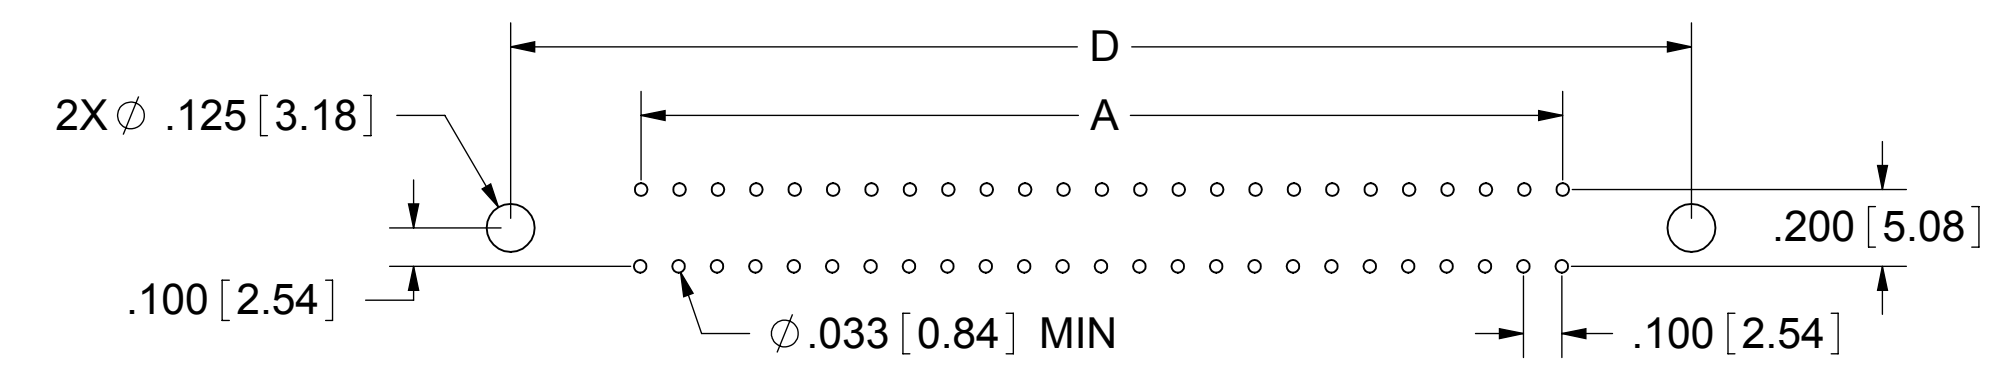 D
2X∅ .125[3.18]
A
.200[5.08]
.100[2.54]
∅.033[0.84] MIN
.100[2.54]